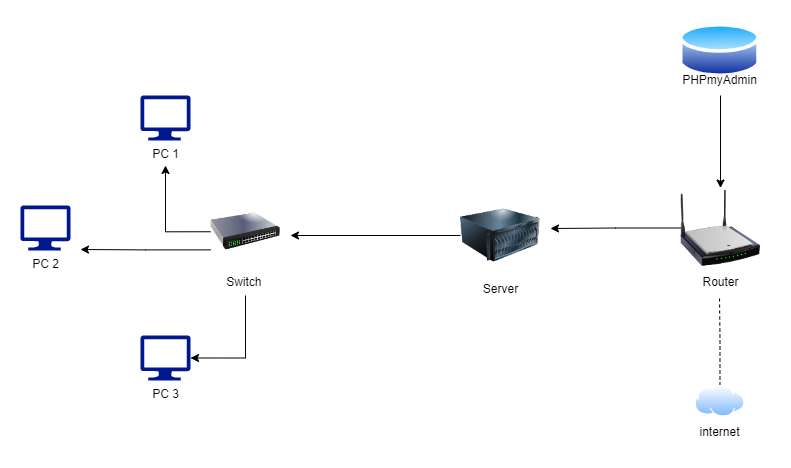 PHPmyAdmin
PC 1
PC 2
Switch
Server
Router
PC 3
internet